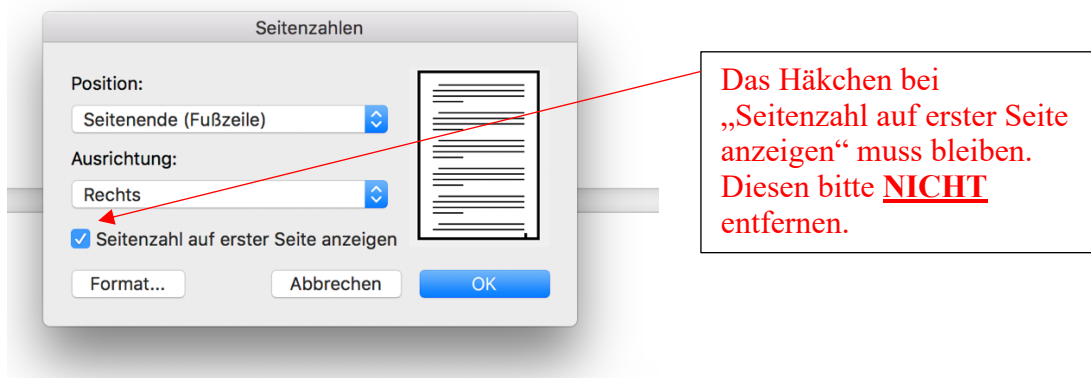 Seitenzahlen
Position:
Seitenende (Fußzeile)
Ausrichtung:
Rechts
Seitenzahl auf erster Seite anzeigen
Format...
Abbrechen
OK
Das Häkchen bei
„Seitenzahl auf erster Seite
anzeigen“ muss bleiben.
Diesen bitte NICHT
entfernen.